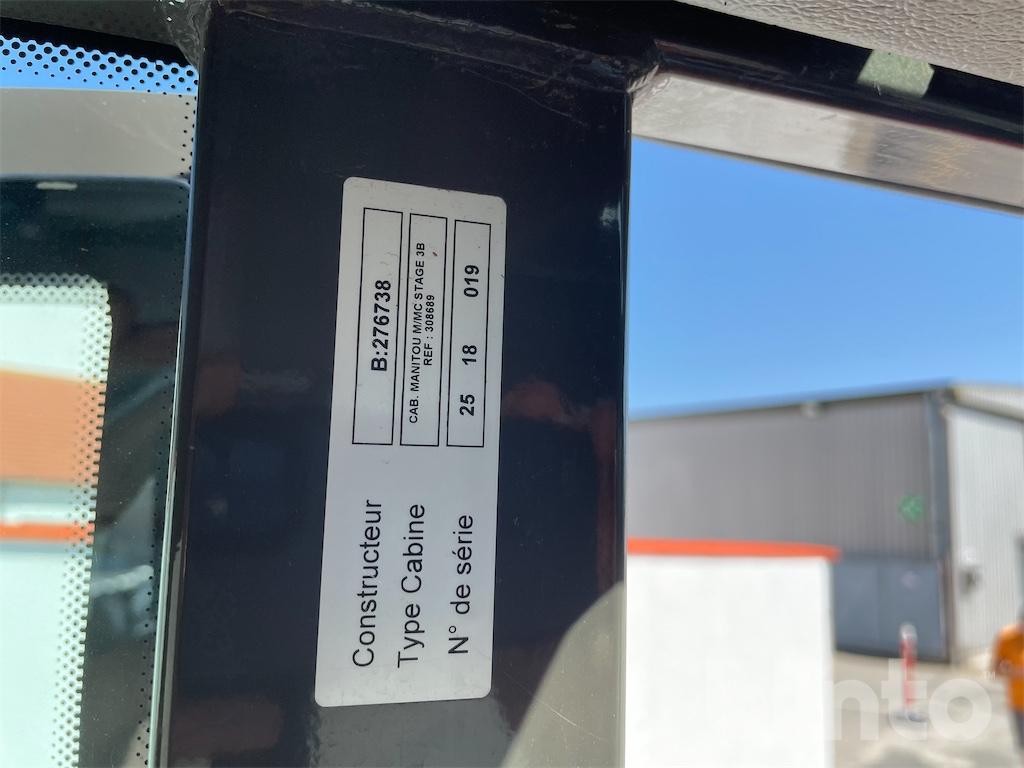 Constructeur B:276738
Type Cabine CAB. MANITOU M/MC STAGE 3B
REF : 308689
N° de série 25 18 019